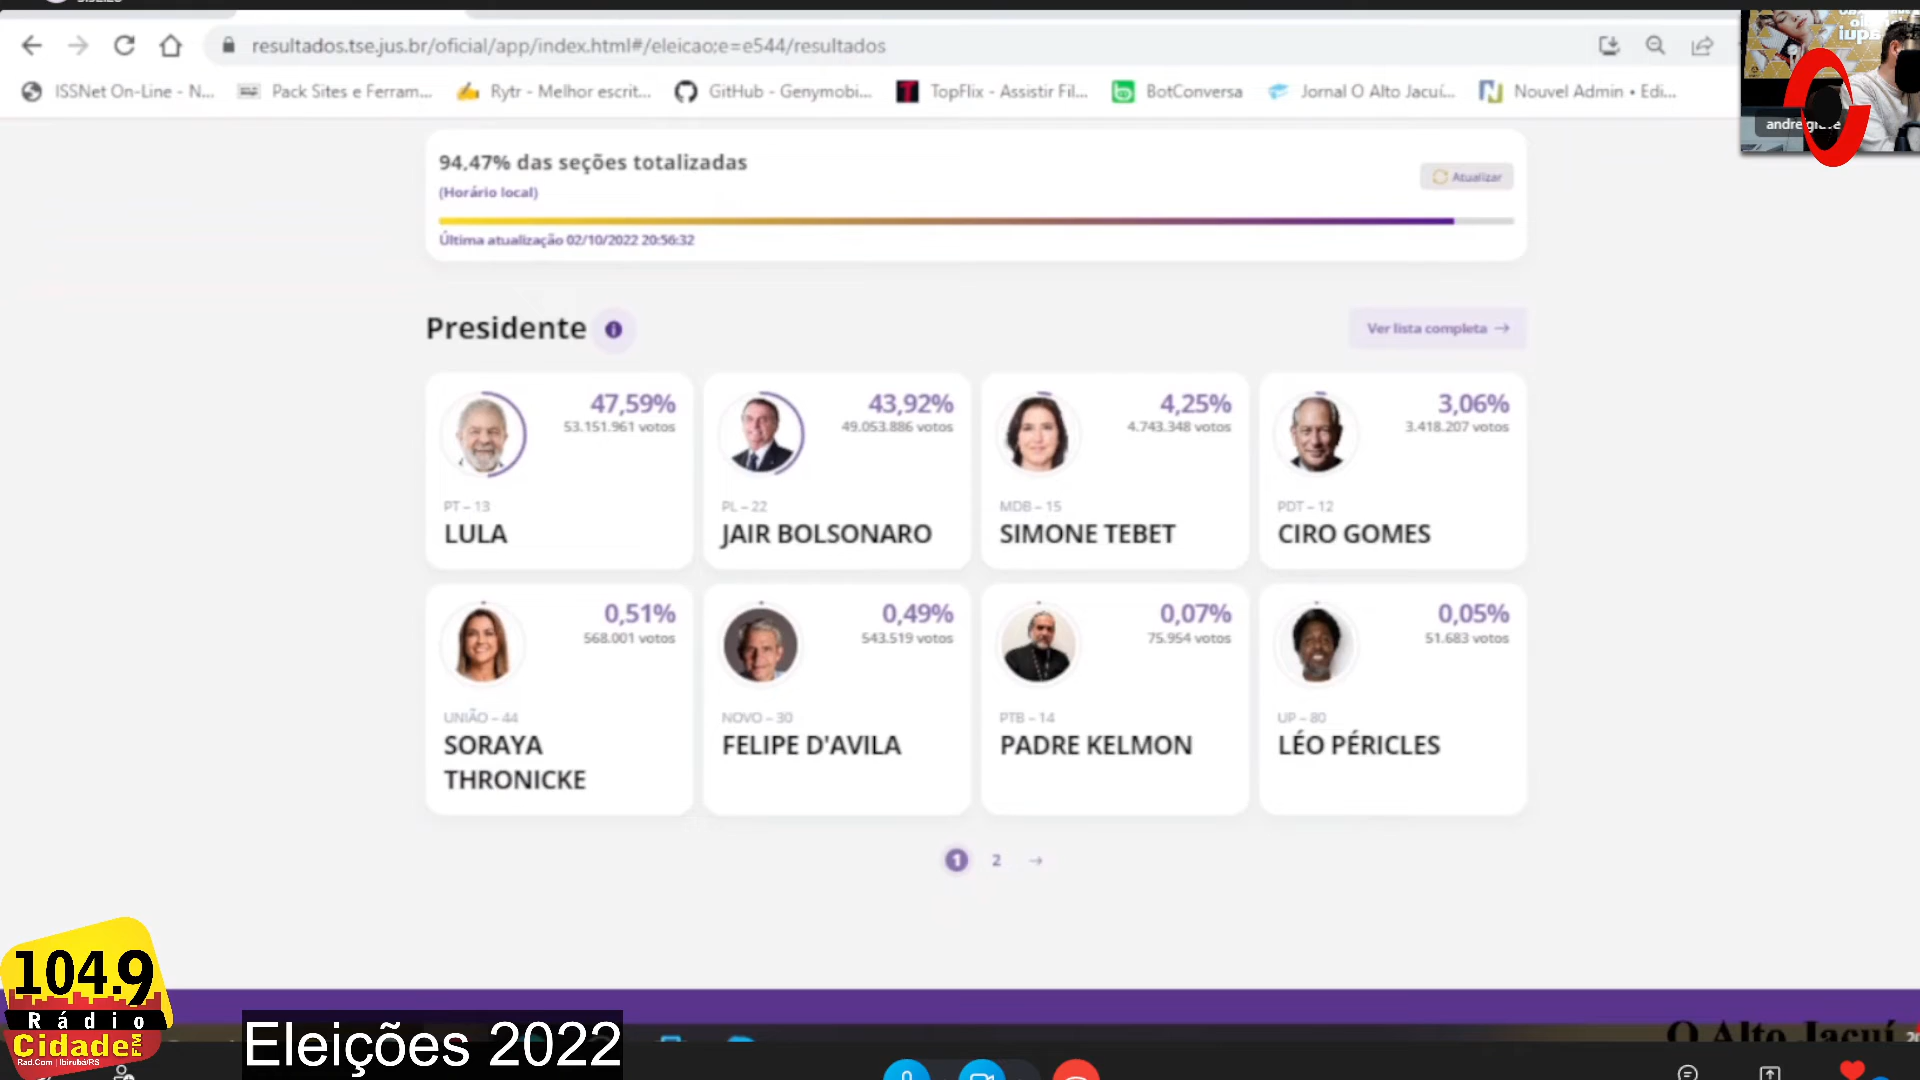 resultados.tse.jus.br/oficial/app/index.html#/eleicao;e=e544/resultados
ISSNet On-Line - N...
Pack Sites e Ferram...
Rytr - Melhor escrit...
GitHub - Genymobi...
TopFlix - Assistir Fil...
BotConversa
Jornal O Alto Jacuí...
Nouvel Admin • Edi...
94,47% das seções totalizadas
(Horário local)
Atualizar
Última atualização 02/10/2022 20:56:32
Presidente
Ver lista completa →
47,59%
53.151.961 votos
PT – 13
LULA
43,92%
49.053.886 votos
PL – 22
JAIR BOLSONARO
4,25%
4.743.348 votos
MDB – 15
SIMONE TEBET
3,06%
3.418.207 votos
PDT – 12
CIRO GOMES
0,51%
568.001 votos
UNIÃO – 44
SORAYA
THRONICKE
0,49%
543.519 votos
NOVO – 30
FELIPE D'AVILA
0,07%
75.954 votos
PTB – 14
PADRE KELMON
0,05%
51.683 votos
UP – 80
LÉO PÉRICLES
1 2 →
104.9
Rádio
Cidade FM
Rad.Com | Ibirubá/RS
Eleições 2022
O Alto Jacuí